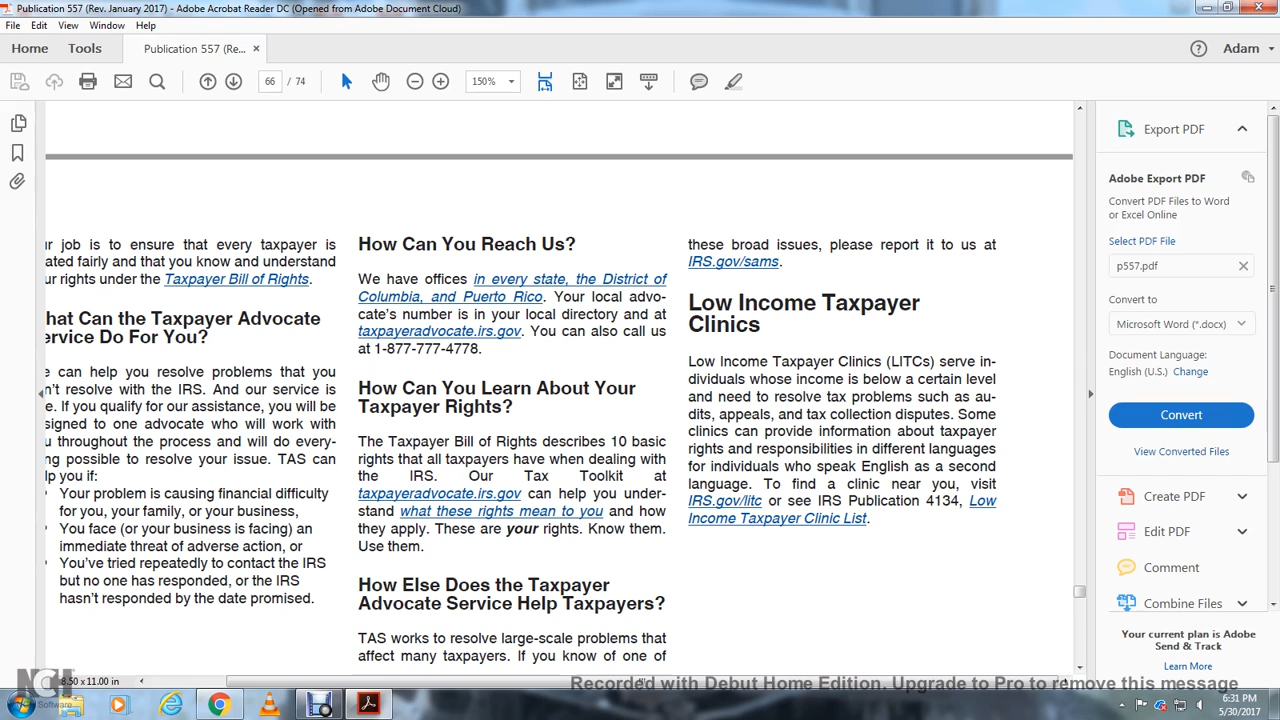 Publication 557 (Rev. January 2017) - Adobe Acrobat Reader DC (Opened from Adobe Document Cloud)
File Edit View Window Help
Home Tools Publication 557 (Re... × Adam
66 / 74 150%
ur job is to ensure that every taxpayer is
ated fairly and that you know and understand
ur rights under the Taxpayer Bill of Rights.
hat Can the Taxpayer Advocate
ervice Do For You?
e can help you resolve problems that you
n't resolve with the IRS. And our service is
e. If you qualify for our assistance, you will be
signed to one advocate who will work with
u throughout the process and will do every-
ng possible to resolve your issue. TAS can
lp you if:
• Your problem is causing financial difficulty
for you, your family, or your business,
• You face (or your business is facing) an
immediate threat of adverse action, or
• You've tried repeatedly to contact the IRS
but no one has responded, or the IRS
hasn't responded by the date promised.
How Can You Reach Us?
We have offices in every state, the District of
Columbia, and Puerto Rico. Your local advo-
cate's number is in your local directory and at
taxpayeradvocate.irs.gov. You can also call us
at 1-877-777-4778.
How Can You Learn About Your
Taxpayer Rights?
The Taxpayer Bill of Rights describes 10 basic
rights that all taxpayers have when dealing with
the IRS. Our Tax Toolkit at
taxpayeradvocate.irs.gov can help you under-
stand what these rights mean to you and how
they apply. These are your rights. Know them.
Use them.
How Else Does the Taxpayer
Advocate Service Help Taxpayers?
TAS works to resolve large-scale problems that
affect many taxpayers. If you know of one of
these broad issues, please report it to us at
IRS.gov/sams.
Low Income Taxpayer
Clinics
Low Income Taxpayer Clinics (LITCs) serve in-
dividuals whose income is below a certain level
and need to resolve tax problems such as au-
dits, appeals, and tax collection disputes. Some
clinics can provide information about taxpayer
rights and responsibilities in different languages
for individuals who speak English as a second
language. To find a clinic near you, visit
IRS.gov/litc or see IRS Publication 4134, Low
Income Taxpayer Clinic List.
Export PDF
Adobe Export PDF
Convert PDF Files to Word
or Excel Online
Select PDF File
p557.pdf
Convert to
Microsoft Word (*.docx)
Document Language:
English (U.S.) Change
Convert
View Converted Files
Create PDF
Edit PDF
Comment
Combine Files
Your current plan is Adobe
Send & Track
Learn More
8.50 x 11.00 in
NCH Software
Recorded with Debut Home Edition. Upgrade to Pro to remove this message
6:31 PM
5/30/2017